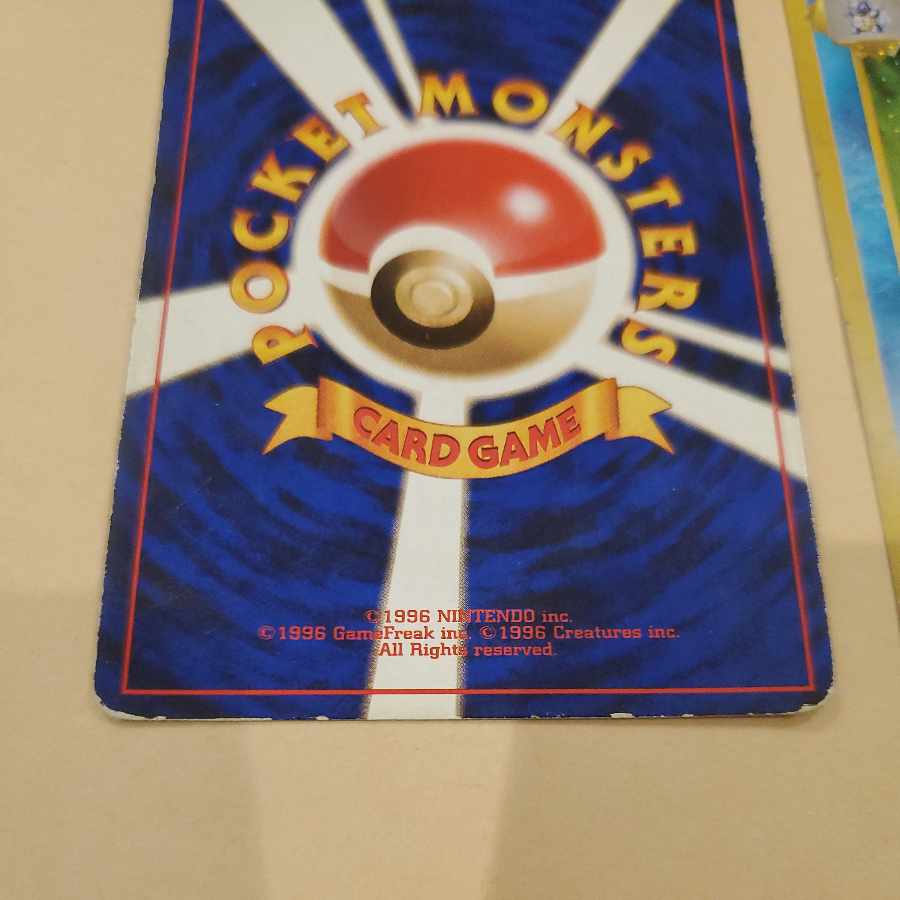 POCKET MONSTERS
CARD GAME
©1996 NINTENDO inc.
©1996 GameFreak inc. ©1996 Creatures inc.
All Rights reserved.